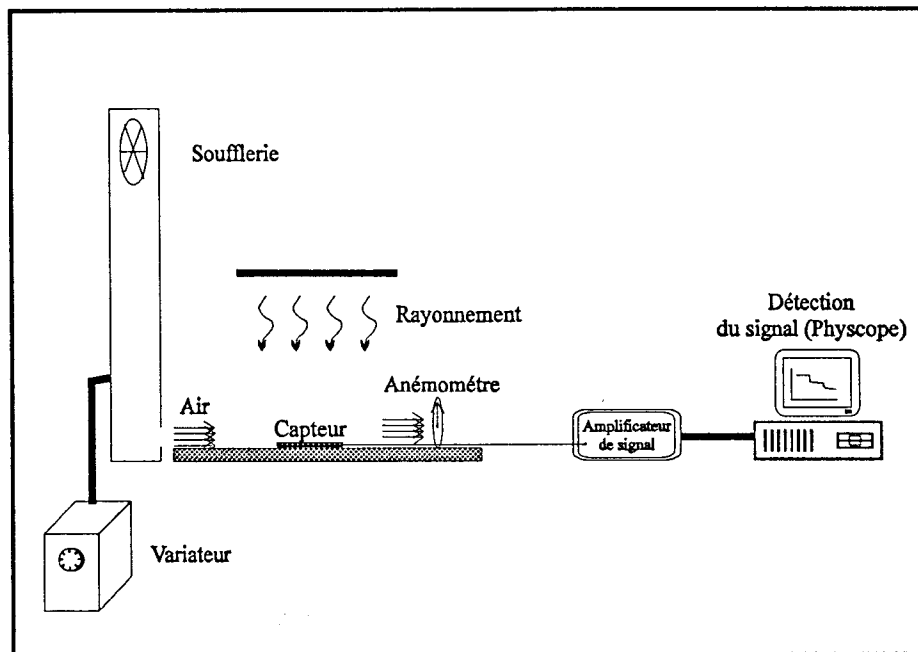 Soufflerie
Rayonnement
Détection
du signal (Physcope)
Anémométre
Air
Capteur
Amplificateur
de signal
Variateur